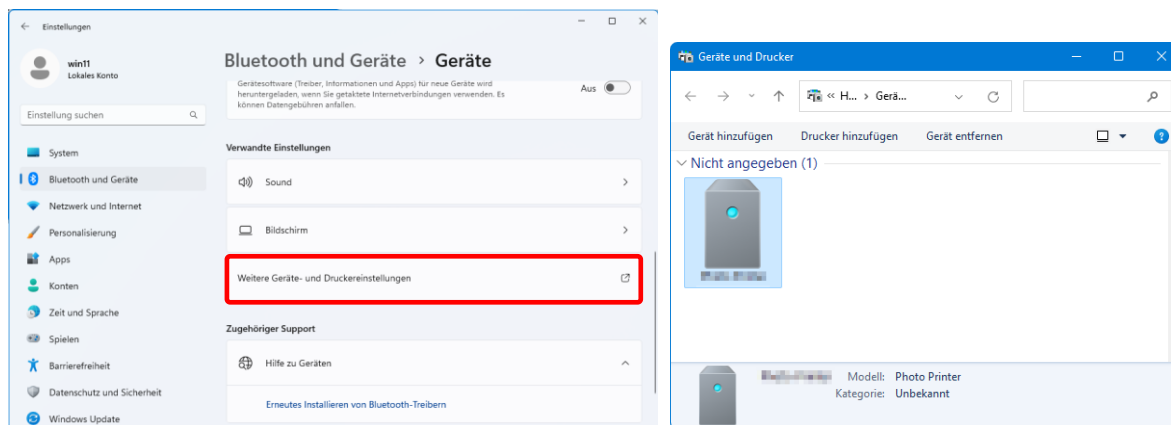 Einstellungen
win11
Lokales Konto
Einstellung suchen
System
Bluetooth und Geräte
Netzwerk und Internet
Personalisierung
Apps
Konten
Zeit und Sprache
Spielen
Barrierefreiheit
Datenschutz und Sicherheit
Windows Update
Bluetooth und Geräte > Geräte
Gerätesoftware (Treiber, Informationen und Apps) für neue Geräte wird
heruntergeladen, wenn Sie getaktete Internetverbindungen verwenden. Es
können Datengebühren anfallen.
Aus
Verwandte Einstellungen
Sound
Bildschirm
Weitere Geräte- und Druckereinstellungen
Zugehöriger Support
Hilfe zu Geräten
Erneutes Installieren von Bluetooth-Treibern
Geräte und Drucker
« H... > Gerä...
Gerät hinzufügen Drucker hinzufügen Gerät entfernen
Nicht angegeben (1)
Modell: Photo Printer
Kategorie: Unbekannt